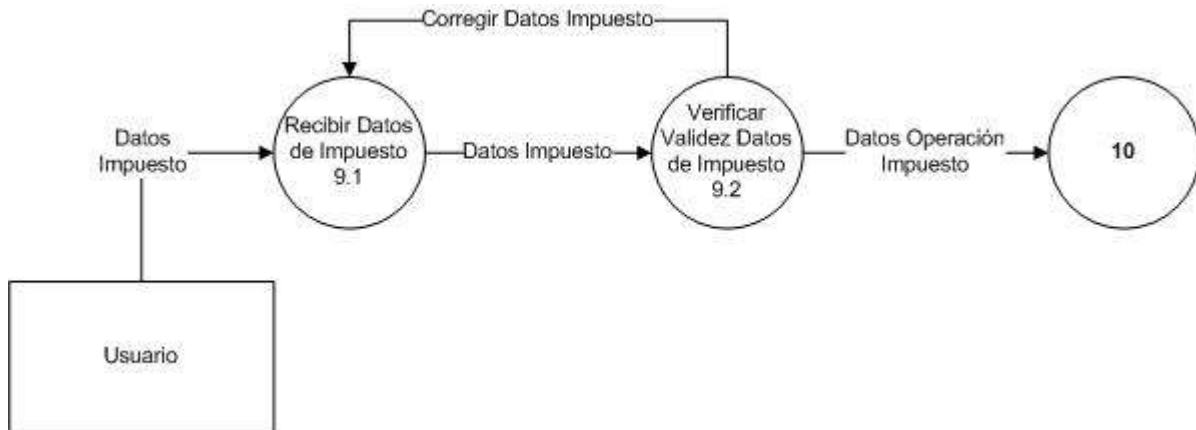 Corregir Datos Impuesto
Datos
Impuesto
Recibir Datos
de Impuesto
9.1
Datos Impuesto
Verificar
Validez Datos
de Impuesto
9.2
Datos Operación
Impuesto
10
Usuario